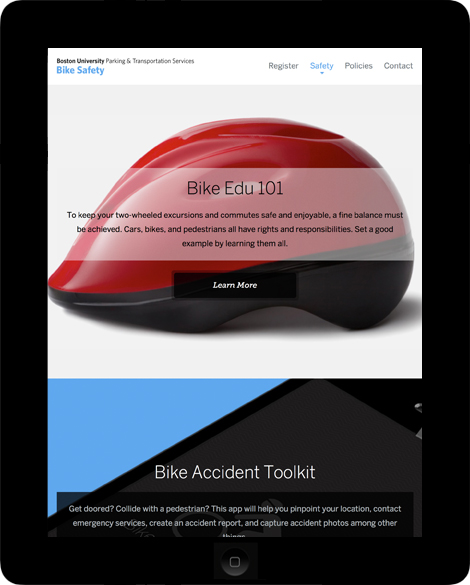 Boston University Parking & Transportation Services
Bike Safety
Register Safety Policies Contact
Bike Edu 101
To keep your two-wheeled excursions and commutes safe and enjoyable, a fine balance must
be achieved. Cars, bikes, and pedestrians all have rights and responsibilities. Set a good
example by learning them all.
Learn More
Bike Accident Toolkit
Get doored? Collide with a pedestrian? This app will help you pinpoint your location, contact
emergency services, create an accident report, and capture accident photos among other
things.